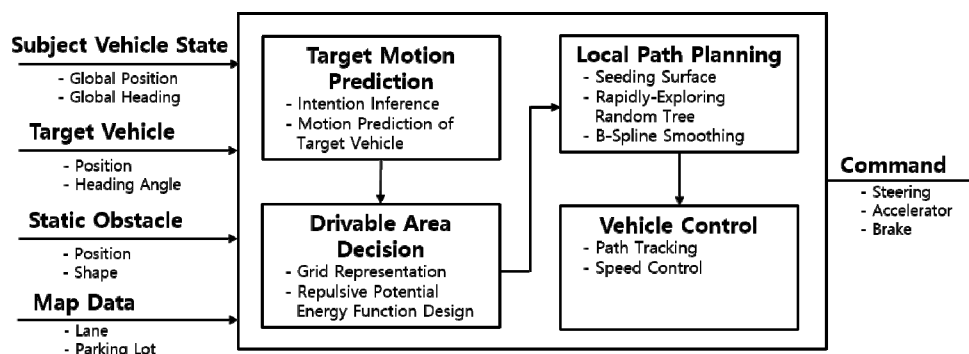 Subject Vehicle State
- Global Position
- Global Heading
Target Vehicle
- Position
- Heading Angle
Static Obstacle
- Position
- Shape
Map Data
- Lane
- Parking Lot
Target Motion
Prediction
- Intention Inference
- Motion Prediction of
Target Vehicle
Drivable Area
Decision
- Grid Representation
- Repulsive Potential
Energy Function Design
Local Path Planning
- Seeding Surface
- Rapidly-Exploring
Random Tree
- B-Spline Smoothing
Vehicle Control
- Path Tracking
- Speed Control
Command
- Steering
- Accelerator
- Brake